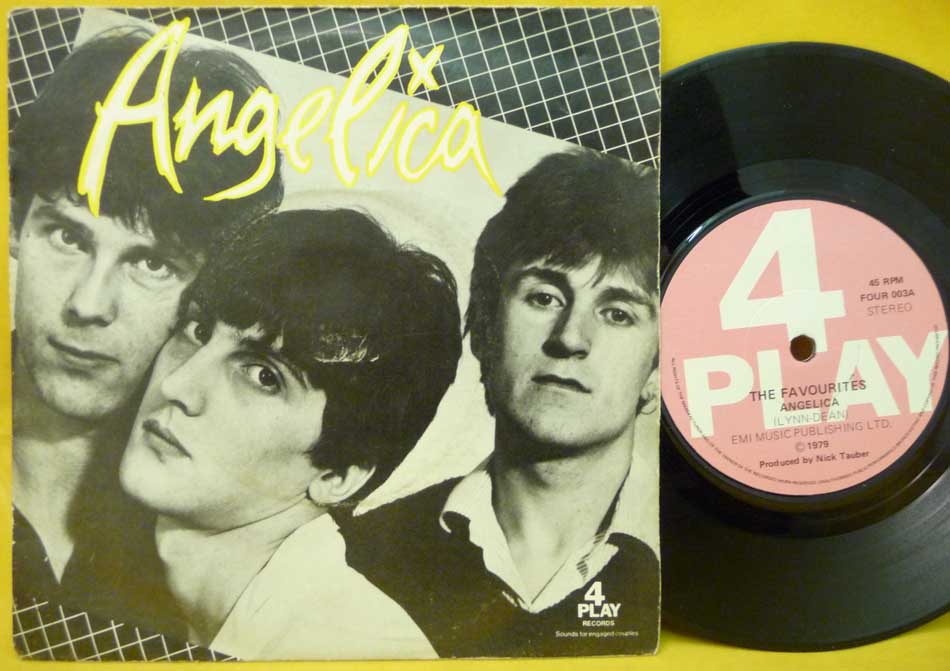 Angelica
4
PLAY
RECORDS
Sounds for engaged couples
4
PLAY
45 RPM
FOUR 003A
STEREO
THE FAVOURITES
ANGELICA
(LYNN-DEAN)
EMI MUSIC PUBLISHING LTD.
© 1979
Produced by Nick Tauber